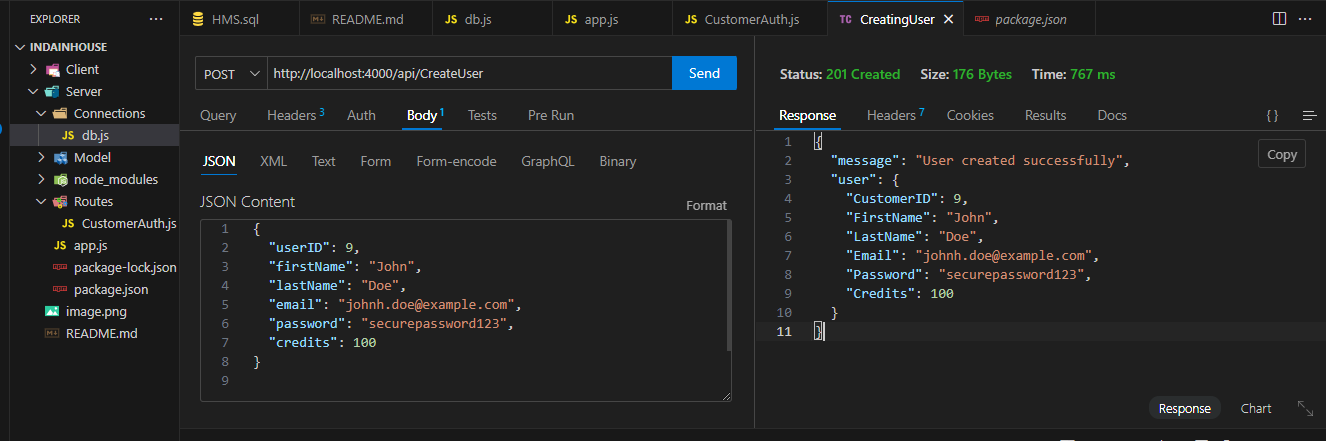 EXPLORER ...
INDAINHOUSE
Client
Server
Connections
JS db.js
Model
node_modules
Routes
JS CustomerAuth.js
JS app.js
package-lock.json
package.json
image.png
README.md
HMS.sql
README.md
JS db.js
JS app.js
JS CustomerAuth.js
TC CreatingUser
package.json
POST
http://localhost:4000/api/CreateUser
Send
Query Headers 3 Auth Body 1 Tests Pre Run
JSON XML Text Form Form-encode GraphQL Binary
JSON Content
Format
1 {
2 "userID": 9,
3 "firstName": "John",
4 "lastName": "Doe",
5 "email": "johnh.doe@example.com",
6 "password": "securepassword123",
7 "credits": 100
8 }
9
Status: 201 Created Size: 176 Bytes Time: 767 ms
Response Headers 7 Cookies Results Docs { }
Copy
1 {
2 "message": "User created successfully",
3 "user": {
4 "CustomerID": 9,
5 "FirstName": "John",
6 "LastName": "Doe",
7 "Email": "johnh.doe@example.com",
8 "Password": "securepassword123",
9 "Credits": 100
10 }
11 }
Response Chart